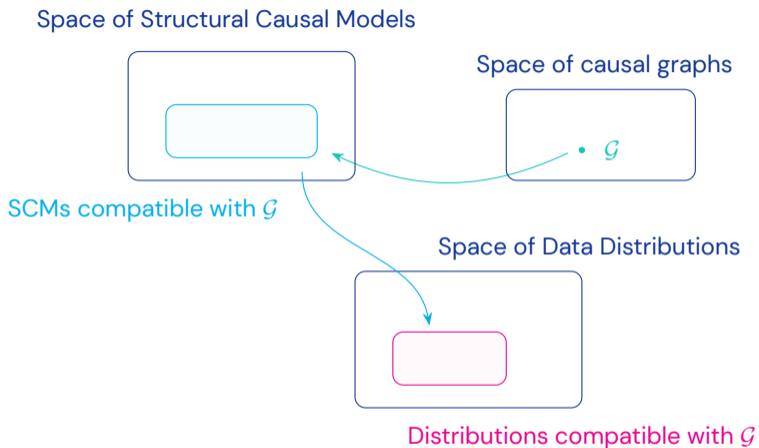 Space of Structural Causal Models
Space of causal graphs
𝒢
SCMs compatible with 𝒢
Space of Data Distributions
Distributions compatible with 𝒢